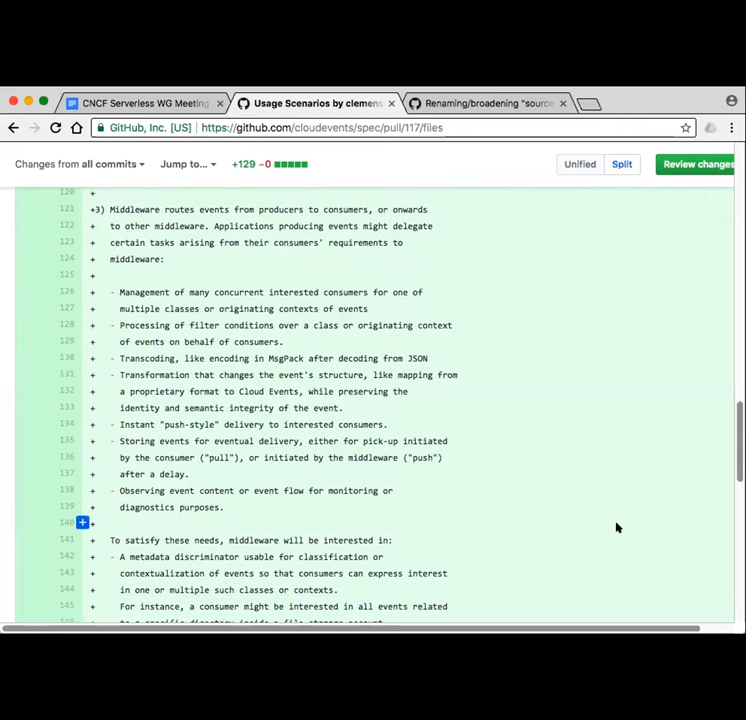 CNCF Serverless WG Meeting
Usage Scenarios by clemens
Renaming/broadening "source
GitHub, Inc. [US] https://github.com/cloudevents/spec/pull/117/files
Changes from all commits Jump to... +129 −0 Unified Split Review changes
120 +
121 +3) Middleware routes events from producers to consumers, or onwards
122 + to other middleware. Applications producing events might delegate
123 + certain tasks arising from their consumers' requirements to
124 + middleware:
125 +
126 + - Management of many concurrent interested consumers for one of
127 + multiple classes or originating contexts of events
128 + - Processing of filter conditions over a class or originating context
129 + of events on behalf of consumers.
130 + - Transcoding, like encoding in MsgPack after decoding from JSON
131 + - Transformation that changes the event's structure, like mapping from
132 + a proprietary format to Cloud Events, while preserving the
133 + identity and semantic integrity of the event.
134 + - Instant "push-style" delivery to interested consumers.
135 + - Storing events for eventual delivery, either for pick-up initiated
136 + by the consumer ("pull"), or initiated by the middleware ("push")
137 + after a delay.
138 + - Observing event content or event flow for monitoring or
139 + diagnostics purposes.
140 +
141 + To satisfy these needs, middleware will be interested in:
142 + - A metadata discriminator usable for classification or
143 + contextualization of events so that consumers can express interest
144 + in one or multiple such classes or contexts.
145 + For instance, a consumer might be interested in all events related
146 + to a specific directory inside a file storage account.